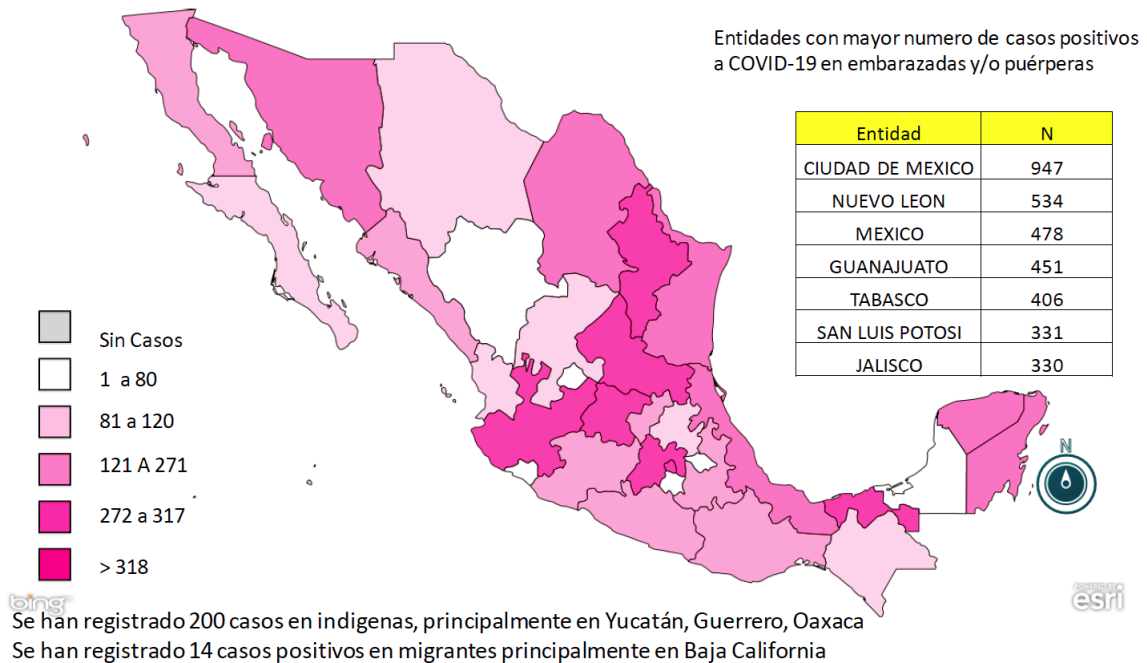 Entidades con mayor numero de casos positivos
a COVID-19 en embarazadas y/o puérperas
Entidad N
CIUDAD DE MEXICO 947
NUEVO LEON 534
MEXICO 478
GUANAJUATO 451
TABASCO 406
SAN LUIS POTOSI 331
JALISCO 330
Sin Casos
1 a 80
81 a 120
121 A 271
272 a 317
> 318
N
bing
POWERED BY
esri
Se han registrado 200 casos en indigenas, principalmente en Yucatán, Guerrero, Oaxaca
Se han registrado 14 casos positivos en migrantes principalmente en Baja California